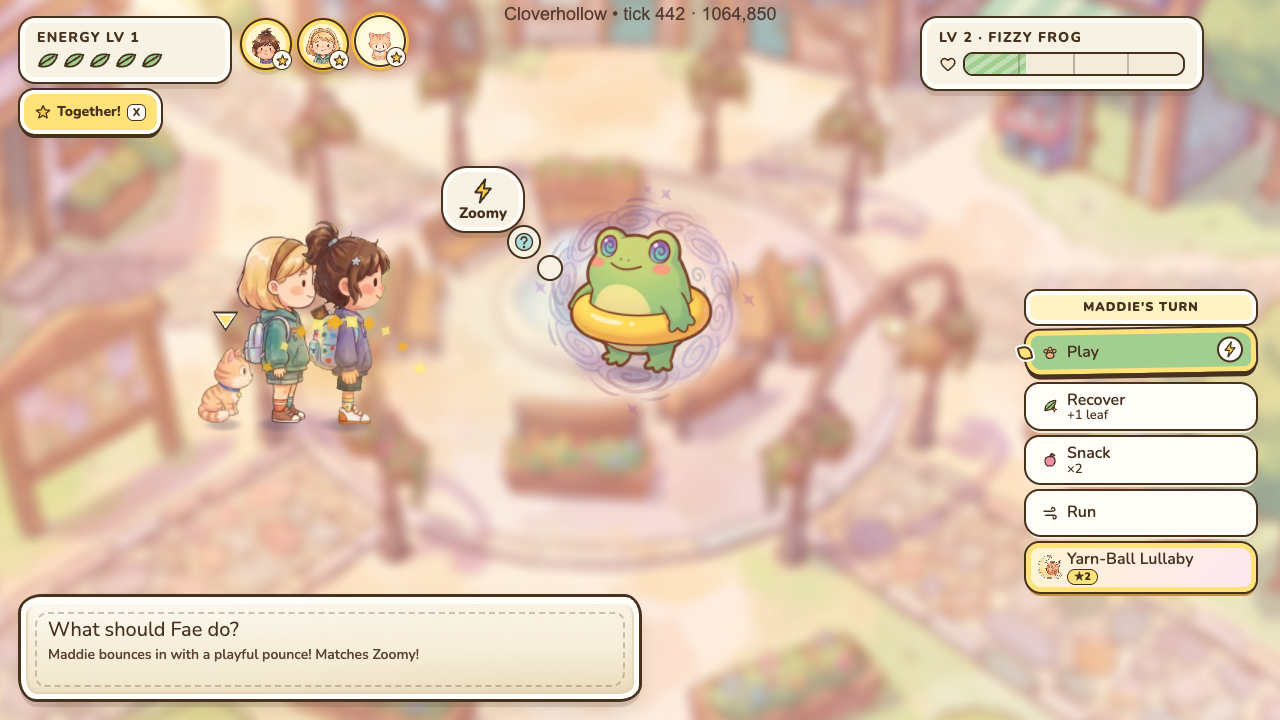 Cloverhollow • tick 442 · 1064,850
ENERGY LV 1
Together! X
LV 2 · FIZZY FROG
Zoomy
?
MADDIE'S TURN
Play
Recover
+1 leaf
Snack
×2
Run
Yarn-Ball Lullaby
★2
What should Fae do?
Maddie bounces in with a playful pounce! Matches Zoomy!